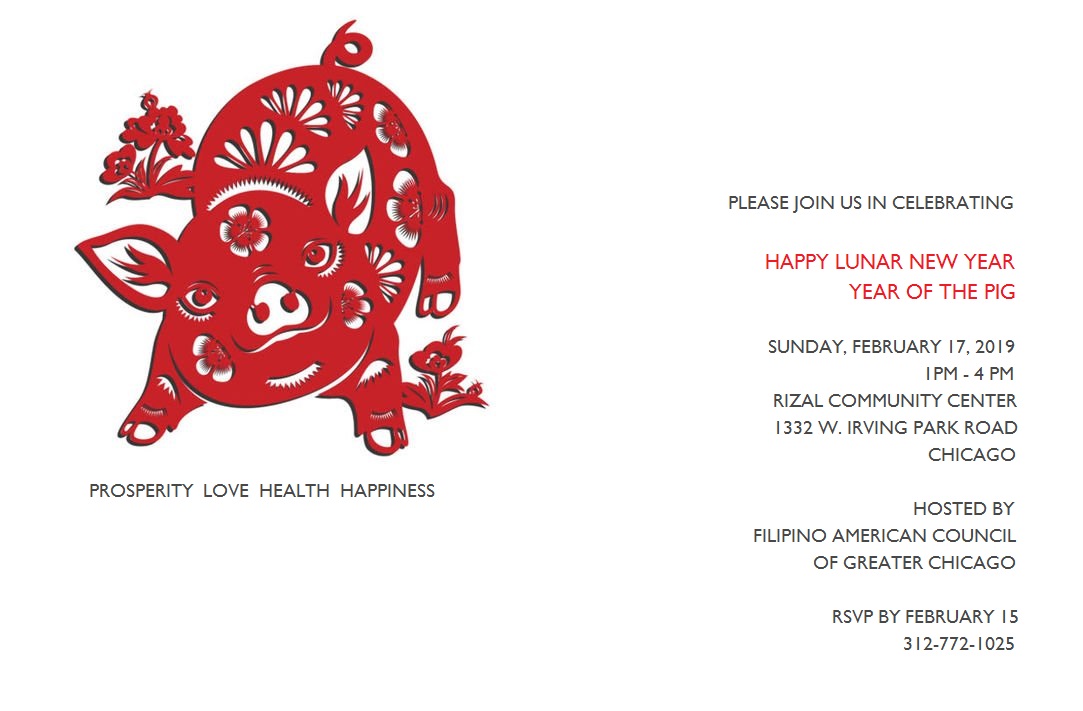 PROSPERITY LOVE HEALTH HAPPINESS
PLEASE JOIN US IN CELEBRATING
HAPPY LUNAR NEW YEAR
YEAR OF THE PIG
SUNDAY, FEBRUARY 17, 2019
1PM - 4 PM
RIZAL COMMUNITY CENTER
1332 W. IRVING PARK ROAD
CHICAGO
HOSTED BY
FILIPINO AMERICAN COUNCIL
OF GREATER CHICAGO
RSVP BY FEBRUARY 15
312-772-1025